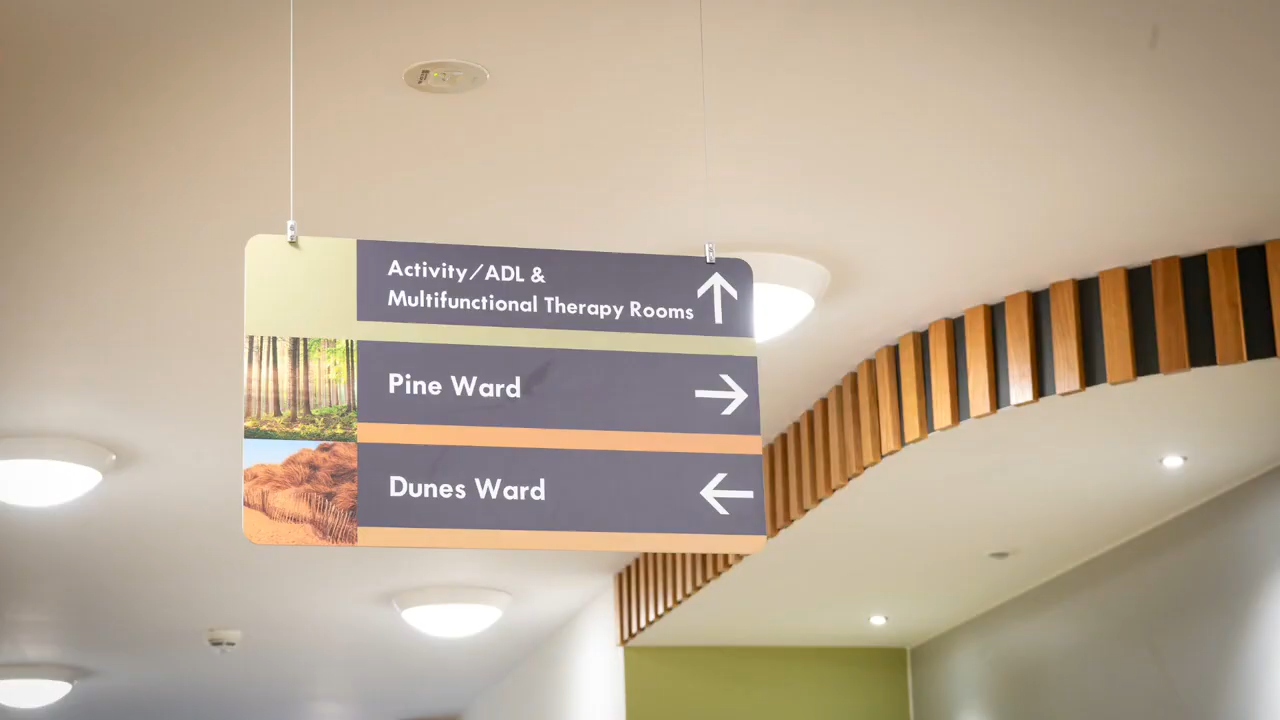 Activity/ADL &
Multifunctional Therapy Rooms
Pine Ward
Dunes Ward